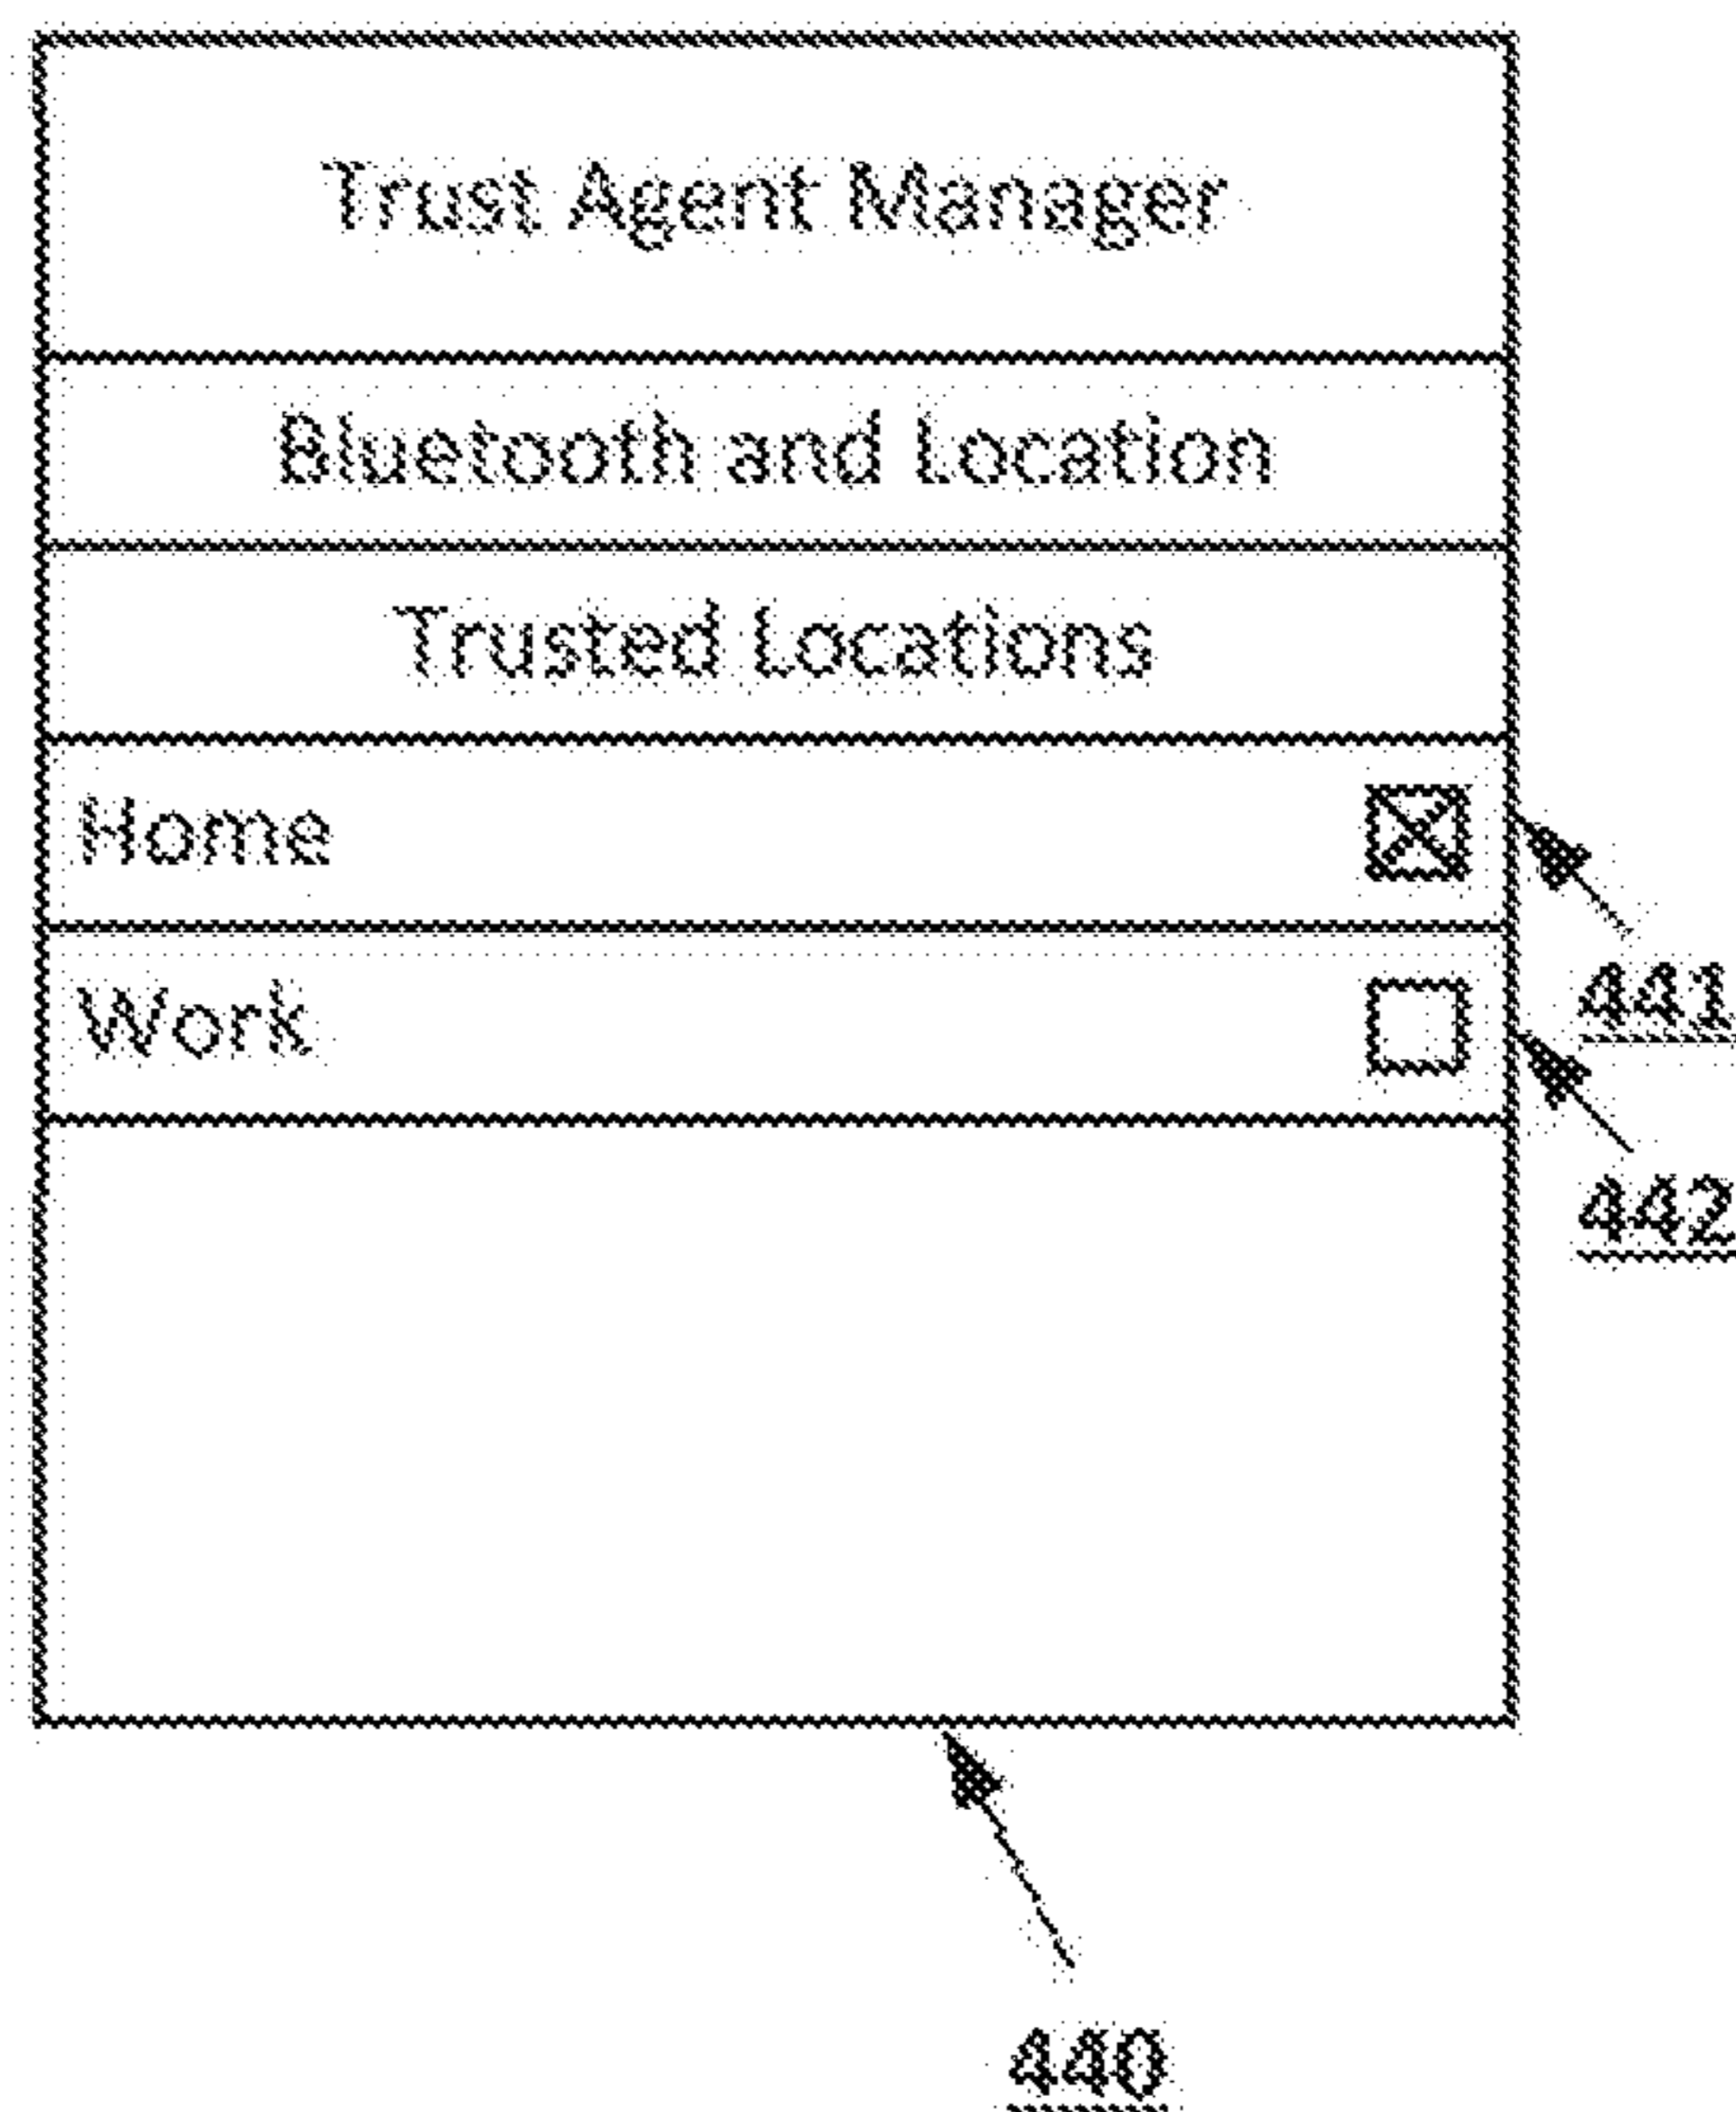 Trust Agent Manager
Bluetooth and Location
Trusted Locations
Home
441
Work
442
440